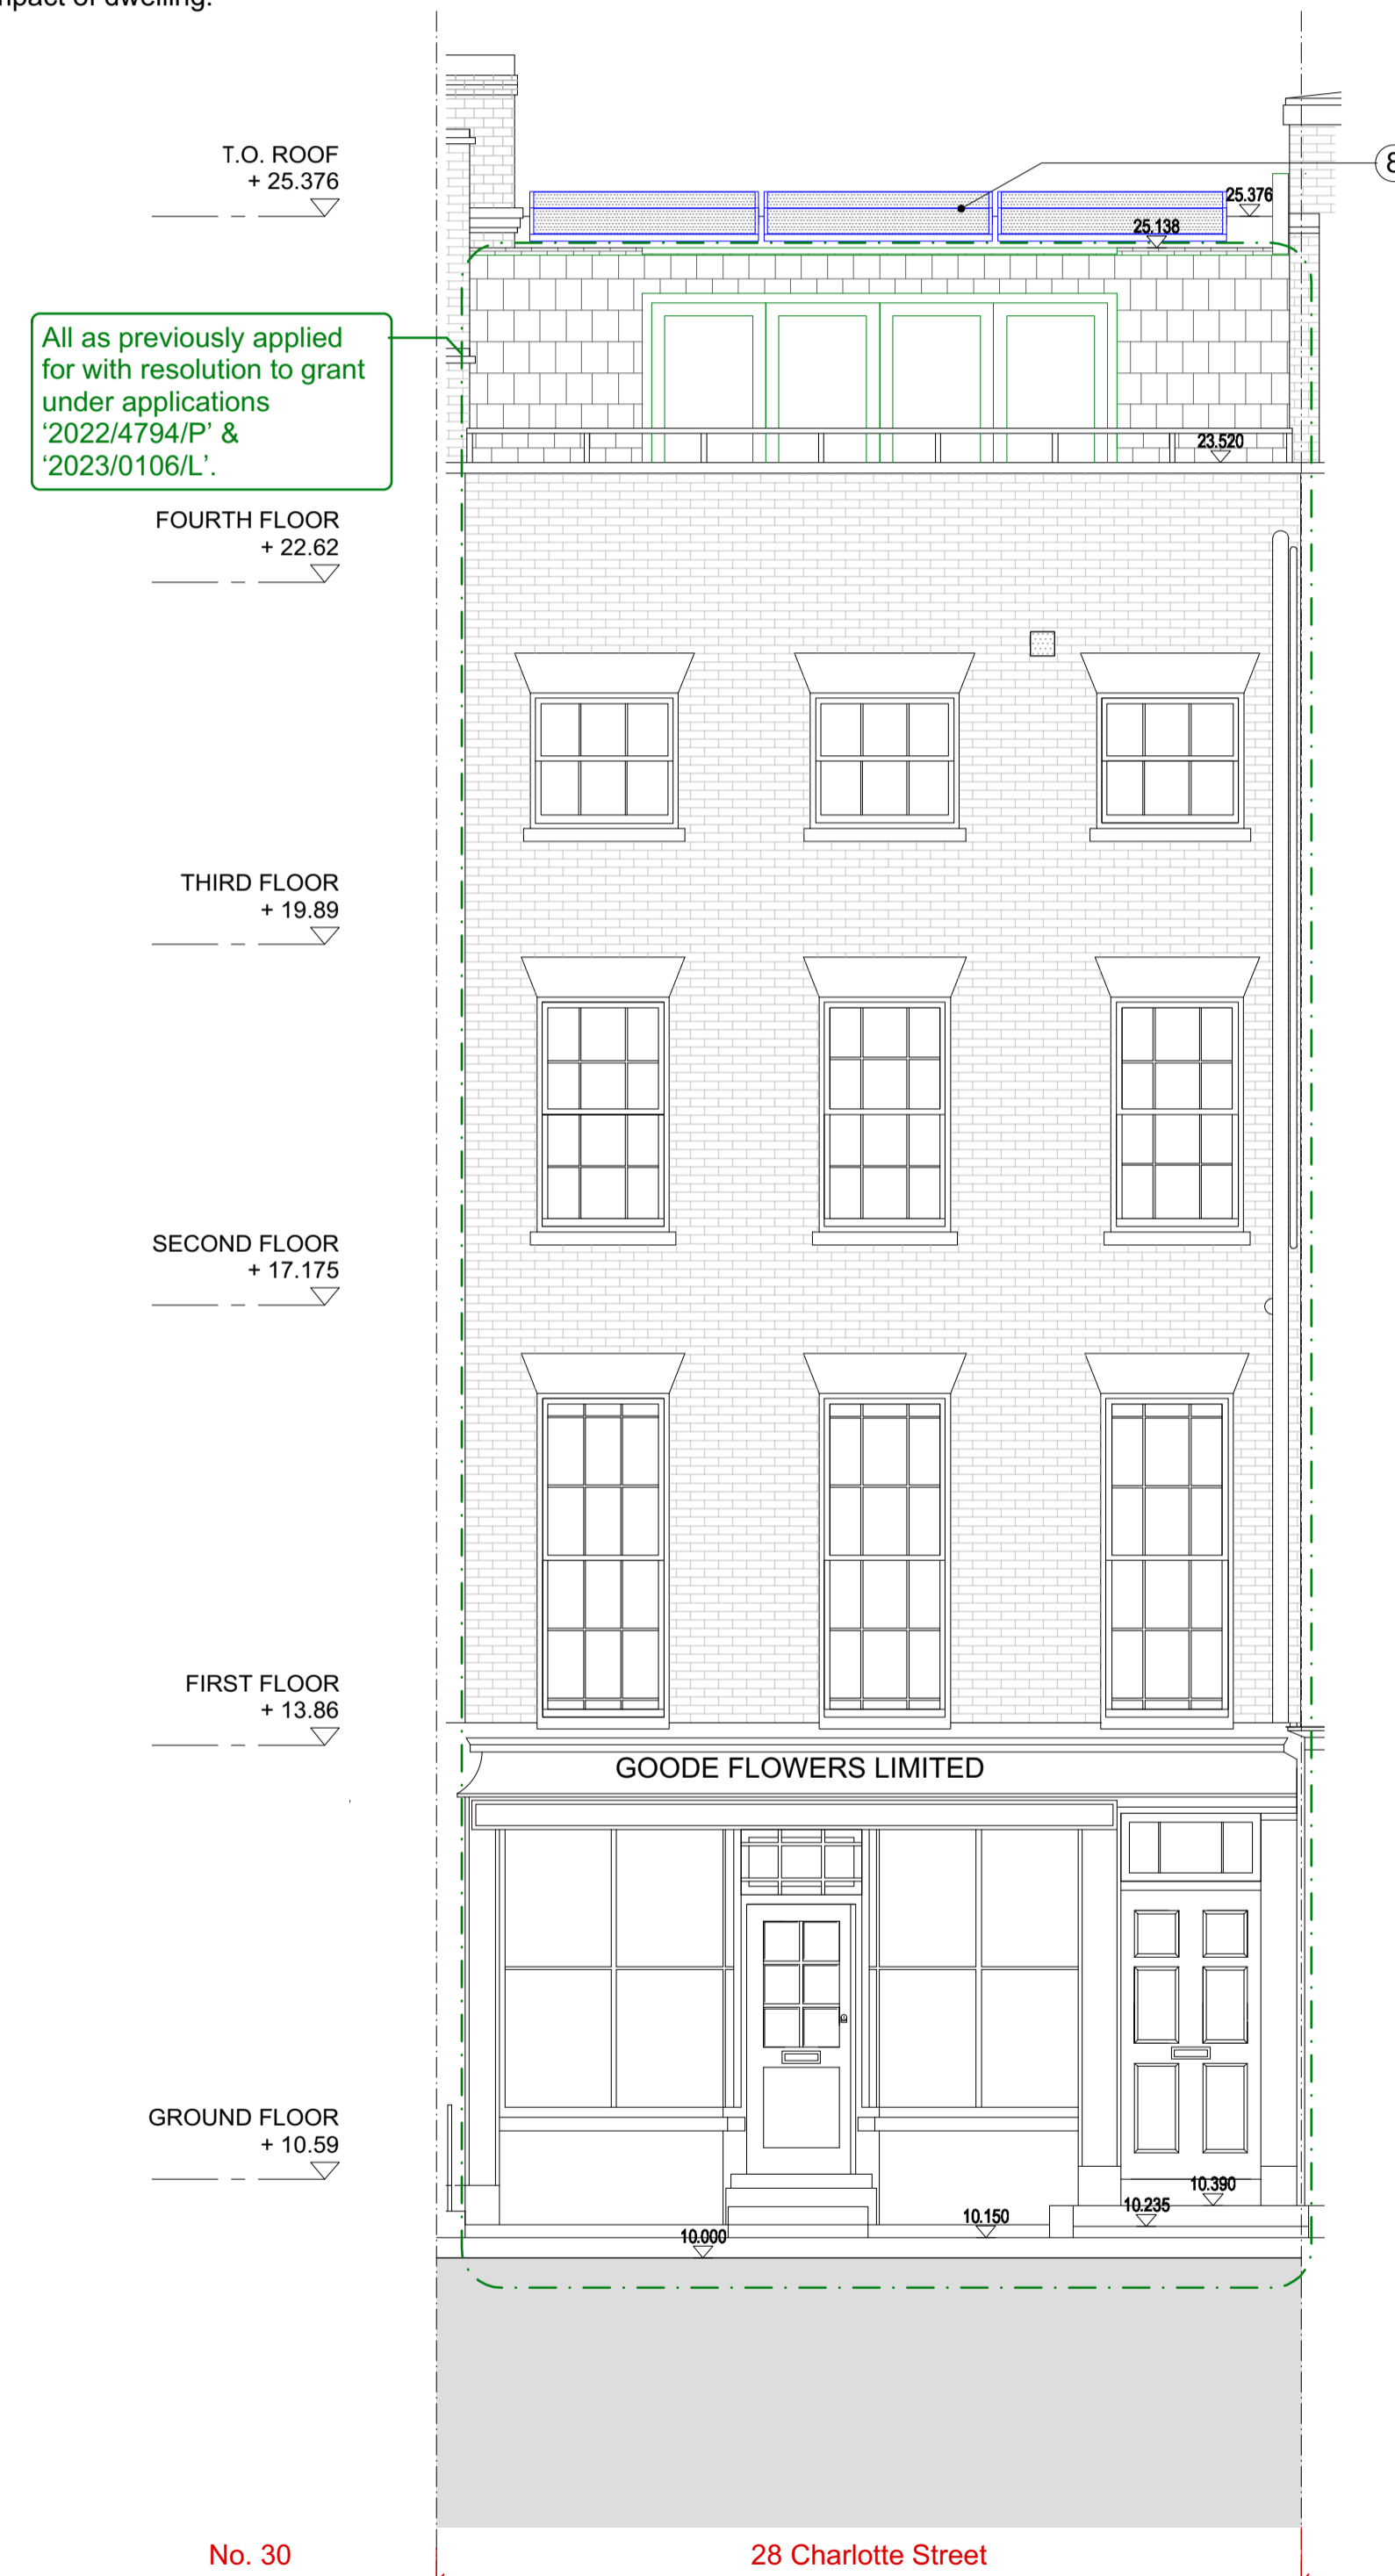 of dwelling.
T.O. ROOF
+ 25.376
8
25.376
25.138
All as previously applied
for with resolution to grant
under applications
‘2022/4794/P’ &
‘2023/0106/L’.
23.520
FOURTH FLOOR
+ 22.62
THIRD FLOOR
+ 19.89
SECOND FLOOR
+ 17.175
FIRST FLOOR
+ 13.86
GOODE FLOWERS LIMITED
GROUND FLOOR
+ 10.59
10.390
10.235
10.150
10.000
No. 30
28 Charlotte Street